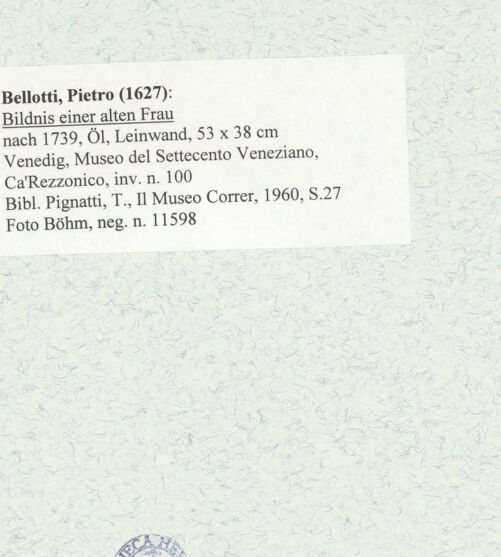 Bellotti, Pietro (1627):
Bildnis einer alten Frau
nach 1739, Öl, Leinwand, 53 x 38 cm
Venedig, Museo del Settecento Veneziano,
Ca'Rezzonico, inv. n. 100
Bibl. Pignatti, T., Il Museo Correr, 1960, S.27
Foto Böhm, neg. n. 11598